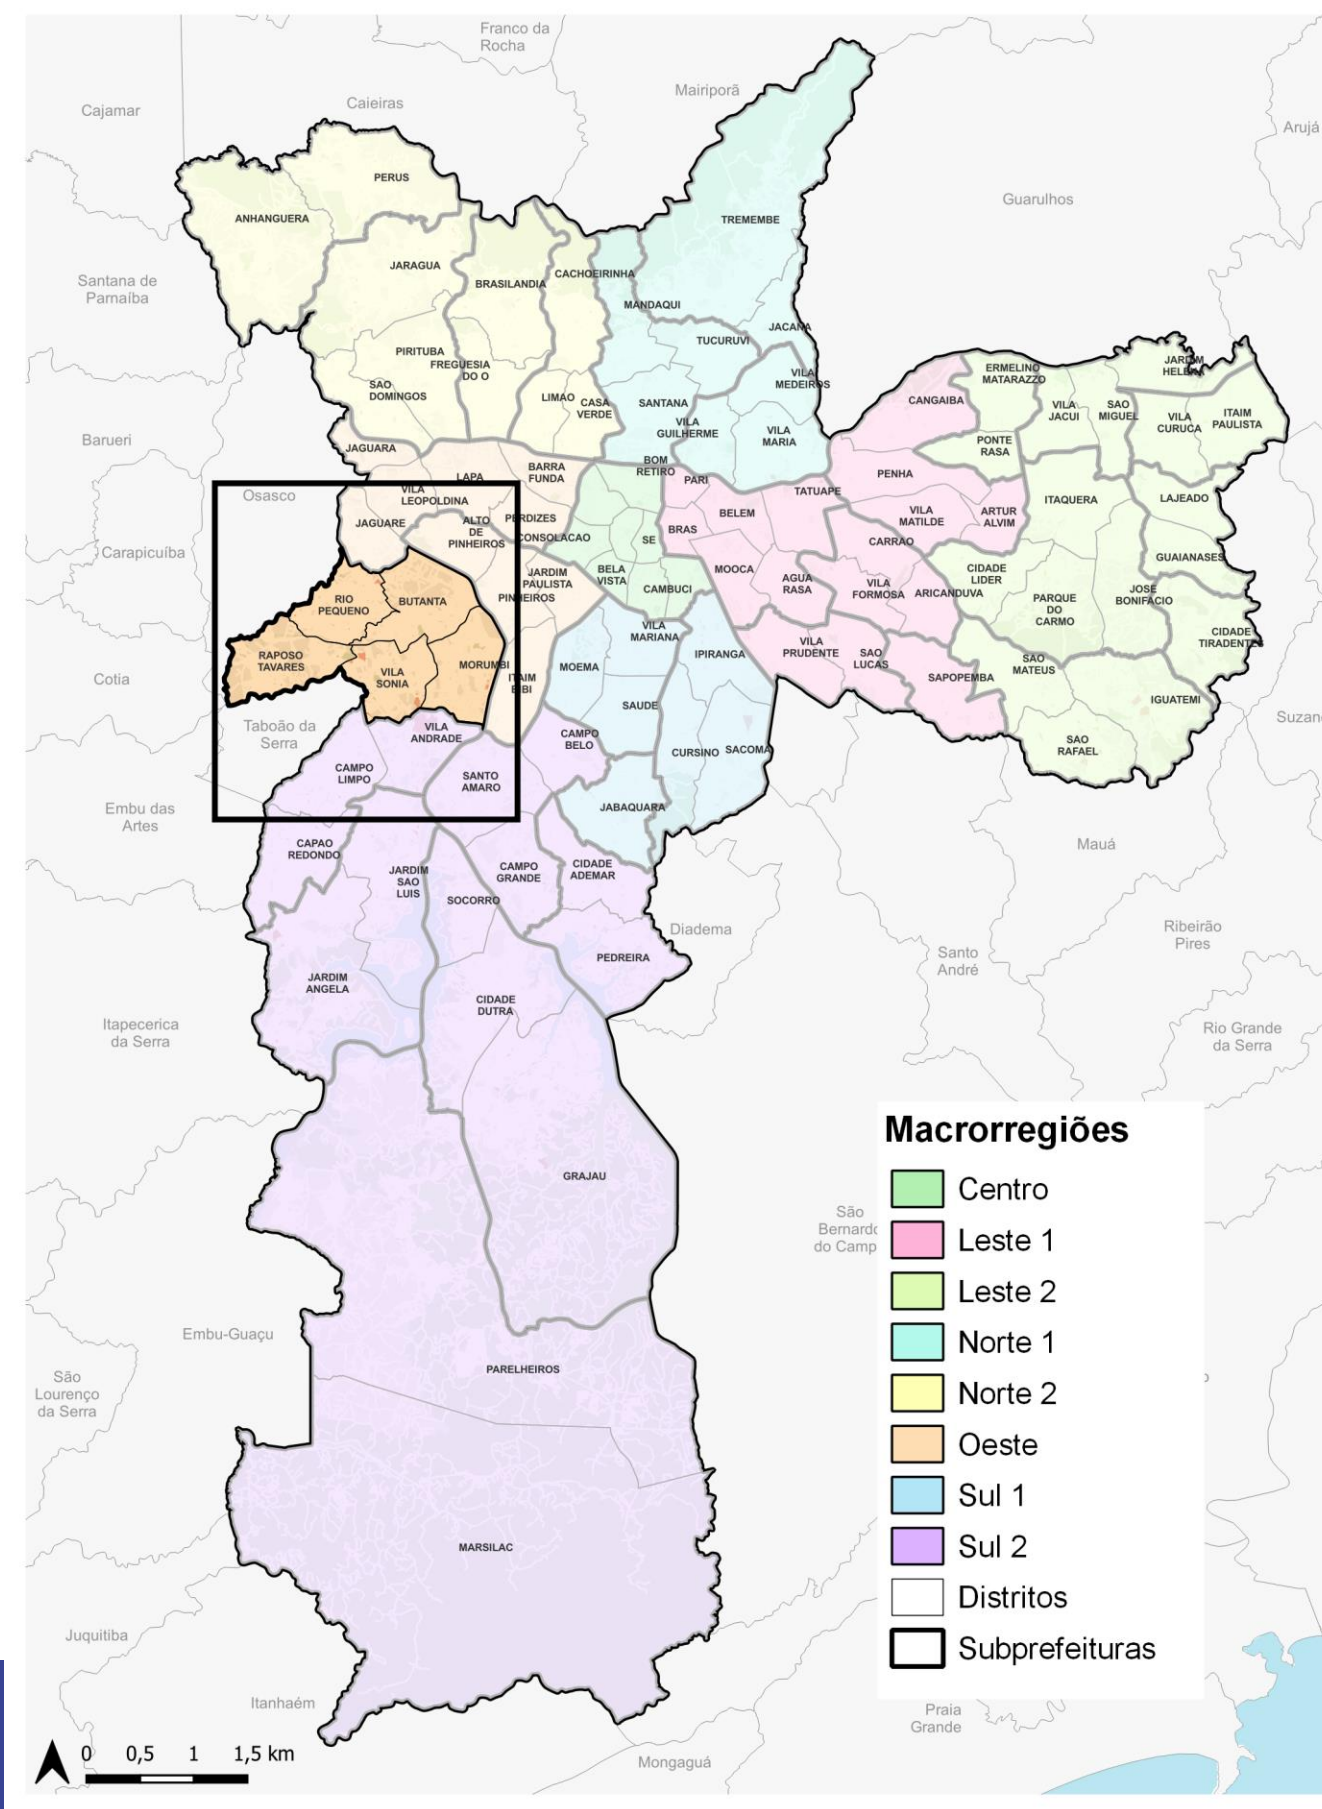 Franco da
Rocha
Mairiporã
Caieiras
Cajamar
Arujá
PERUS
Guarulhos
ANHANGUERA
TREMEMBE
JARAGUA
CACHOEIRINHA
Santana de
Parnaíba
BRASILANDIA
MANDAQUI
JACANA
TUCURUVI
PIRITUBA
FREGUESIA
DO O
JARDIM
HELENA
ERMELINO
MATARAZZO
VILA
MEDEIROS
SAO
DOMINGOS
LIMAO
CASA
VERDE
SANTANA
CANGAIBA
VILA
JACUI
SAO
MIGUEL
VILA
CURUCA
ITAIM
PAULISTA
VILA
GUILHERME
VILA
MARIA
Barueri
JAGUARA
PONTE
RASA
BOM
RETIRO
BARRA
FUNDA
LAPA
PARI
PENHA
TATUAPE
Osasco
VILA
LEOPOLDINA
ITAQUERA
LAJEADO
BELEM
VILA
MATILDE
ARTUR
ALVIM
JAGUARE
ALTO
DE
PINHEIROS
PERDIZES
CONSOLACAO
BRAS
SE
CARRAO
Carapicuíba
GUAIANASES
BELA
VISTA
MOOCA
CIDADE
LIDER
JARDIM
PAULISTA
AGUA
RASA
CAMBUCI
VILA
FORMOSA
ARICANDUVA
JOSE
BONIFACIO
RIO
PEQUENO
BUTANTA
PINHEIROS
PARQUE
DO
CARMO
VILA
MARIANA
CIDADE
TIRADENTES
RAPOSO
TAVARES
MORUMBI
MOEMA
IPIRANGA
VILA
PRUDENTE
SAO
LUCAS
SAO
MATEUS
Cotia
VILA
SONIA
ITAIM
BIBI
SAPOPEMBA
IGUATEMI
SAUDE
Suzan
Taboão da
Serra
VILA
ANDRADE
CAMPO
BELO
CURSINO
SACOMA
SAO
RAFAEL
CAMPO
LIMPO
SANTO
AMARO
JABAQUARA
Embu das
Artes
Mauá
CAPAO
REDONDO
JARDIM
SAO
LUIS
CAMPO
GRANDE
CIDADE
ADEMAR
SOCORRO
Diadema
Ribeirão
Pires
Santo
André
PEDREIRA
JARDIM
ANGELA
CIDADE
DUTRA
Itapecerica
da Serra
Rio Grande
da Serra
GRAJAU
São
Bernardo
do Camp
Embu-Guaçu
PARELHEIROS
São
Lourenço
da Serra
MARSILAC
Juquitiba
Itanhaém
Praia
Grande
Mongaguá
Macrorregiões
Centro
Leste 1
Leste 2
Norte 1
Norte 2
Oeste
Sul 1
Sul 2
Distritos
Subprefeituras
0 0,5 1 1,5 km